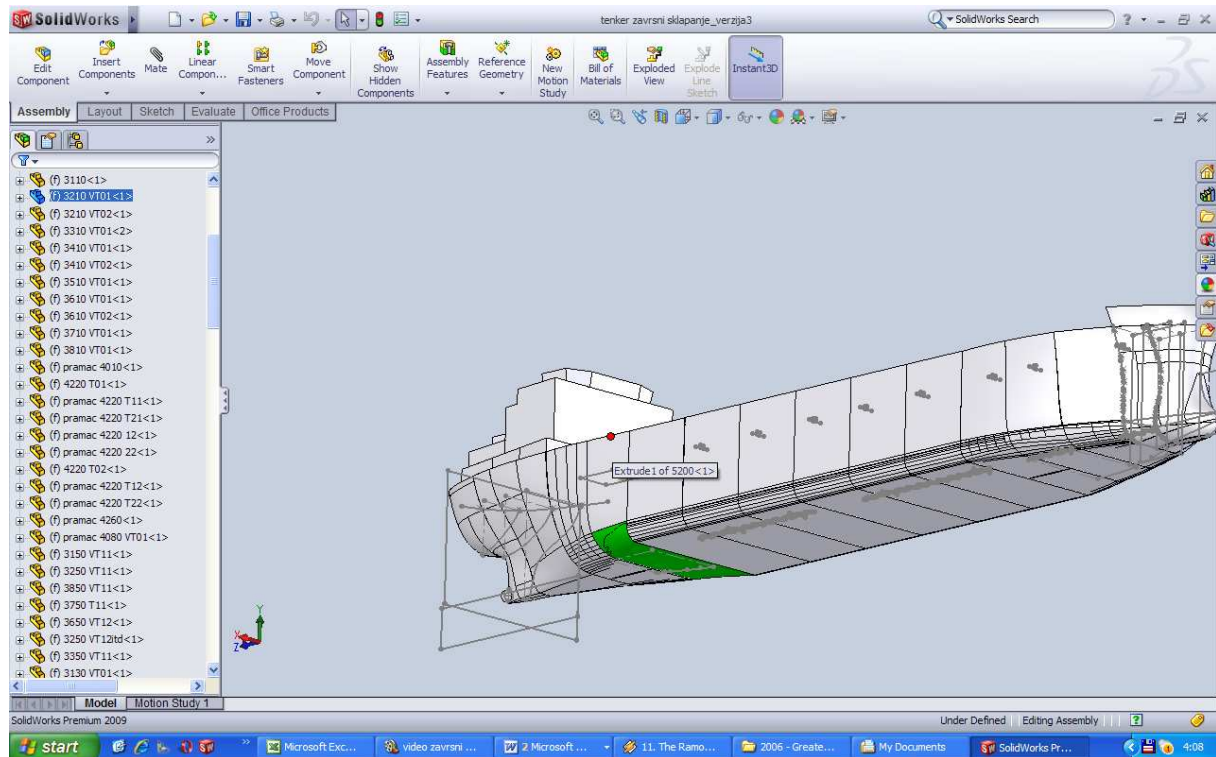 SolidWorks
tenker zavrsni sklapanje_verzija3
SolidWorks Search
Edit Component
Insert Components
Mate
Linear Compon...
Smart Fasteners
Move Component
Show Hidden Components
Assembly Features
Reference Geometry
New Motion Study
Bill of Materials
Exploded View
Explode Line Sketch
Instant3D
Assembly Layout Sketch Evaluate Office Products
(f) 3110<1>
(f) 3210 VT01<1>
(f) 3210 VT02<1>
(f) 3310 VT01<2>
(f) 3410 VT01<1>
(f) 3410 VT02<1>
(f) 3510 VT01<1>
(f) 3610 VT01<1>
(f) 3610 VT02<1>
(f) 3710 VT01<1>
(f) 3810 VT01<1>
(f) pramac 4010<1>
(f) 4220 T01<1>
(f) pramac 4220 T11<1>
(f) pramac 4220 T21<1>
(f) pramac 4220 12<1>
(f) pramac 4220 22<1>
(f) 4220 T02<1>
(f) pramac 4220 T12<1>
(f) pramac 4220 T22<1>
(f) pramac 4260<1>
(f) pramac 4080 VT01<1>
(f) 3150 VT11<1>
(f) 3250 VT11<1>
(f) 3850 VT11<1>
(f) 3750 T11<1>
(f) 3650 VT12<1>
(f) 3250 VT12itd<1>
(f) 3350 VT11<1>
(f) 3130 VT01<1>
Extrude1 of 5200<1>
Y
X
Z
Model Motion Study 1
SolidWorks Premium 2009
Under Defined Editing Assembly
start
Microsoft Exc...
video zavrsni ...
2 Microsoft ...
11. The Ramo...
2006 - Greate...
My Documents
SolidWorks Pr...
4:08